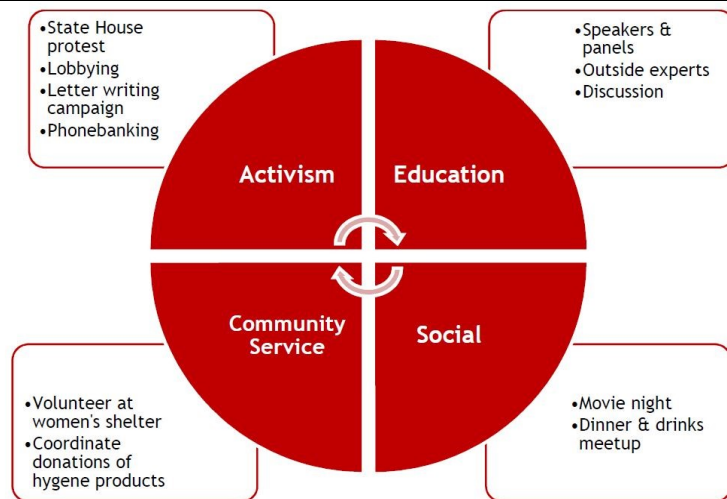 •State House
protest
•Lobbying
•Letter writing
campaign
•Phonebanking
•Speakers &
panels
•Outside experts
•Discussion
Activism
Education
Community
Service
Social
•Volunteer at
women's shelter
•Coordinate
donations of
hygene products
•Movie night
•Dinner & drinks
meetup